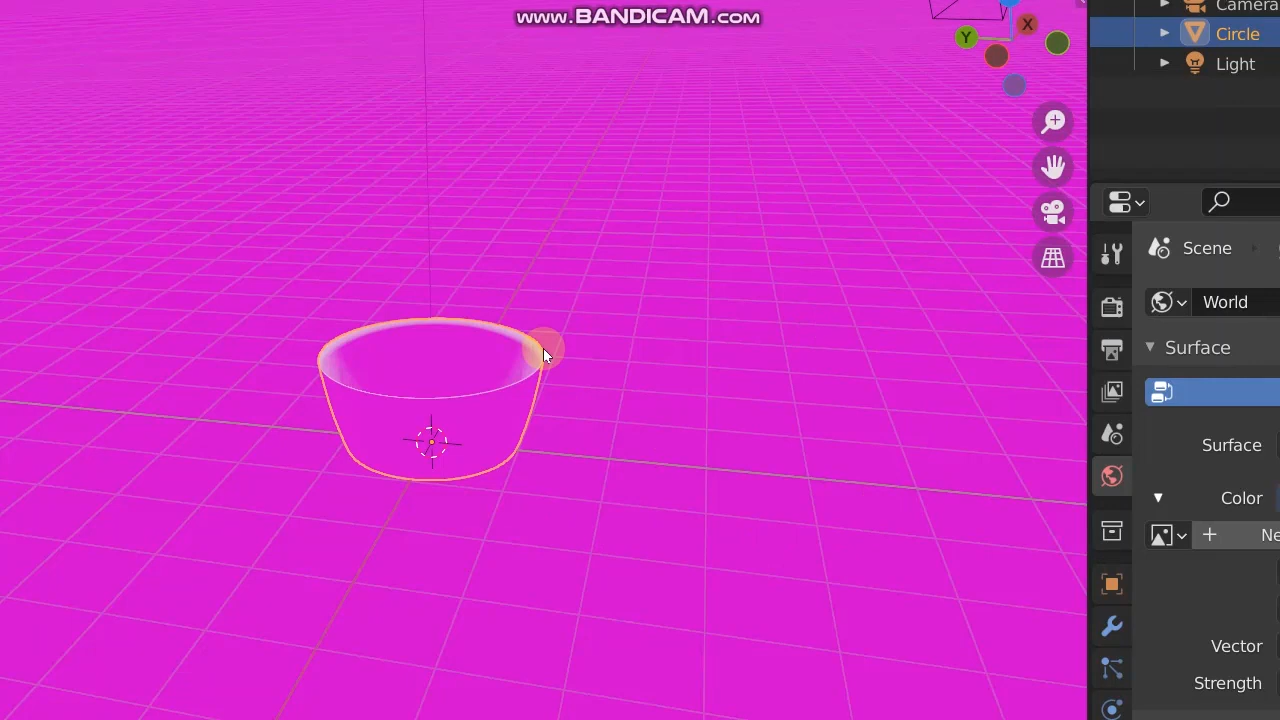 www.BANDICAM.com
Camera
Circle
Light
X
Y
Scene
World
Surface
Surface
Color
Ne
Vector
Strength